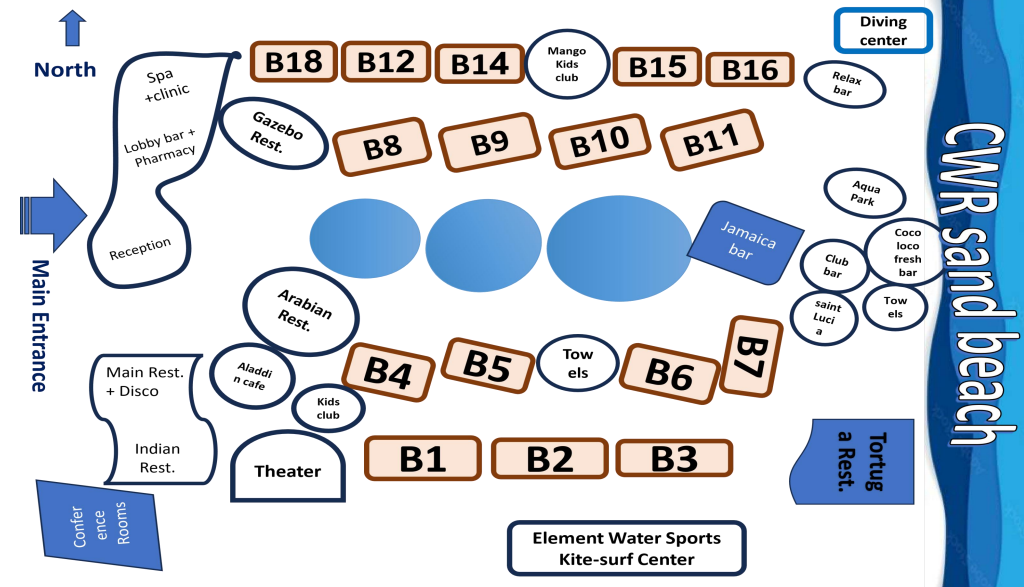 North
Main Entrance
Spa
+clinic
Lobby bar +
Pharmacy
Reception
B18
B12
B14
Mango
Kids
club
B15
B16
Diving
center
Relax
bar
Gazebo
Rest.
B8
B9
B10
B11
Aqua
Park
Jamaica
bar
Club
bar
Coco
loco
fresh
bar
saint
Luci
a
Tow
els
Arabian
Rest.
Aladdi
n cafe
Kids
club
B4
B5
Tow
els
B6
B7
Main Rest.
+ Disco
Indian
Rest.
Theater
B1
B2
B3
Tortug
a Rest.
Confer
ence
Rooms
Element Water Sports
Kite-surf Center
CWR sand beach